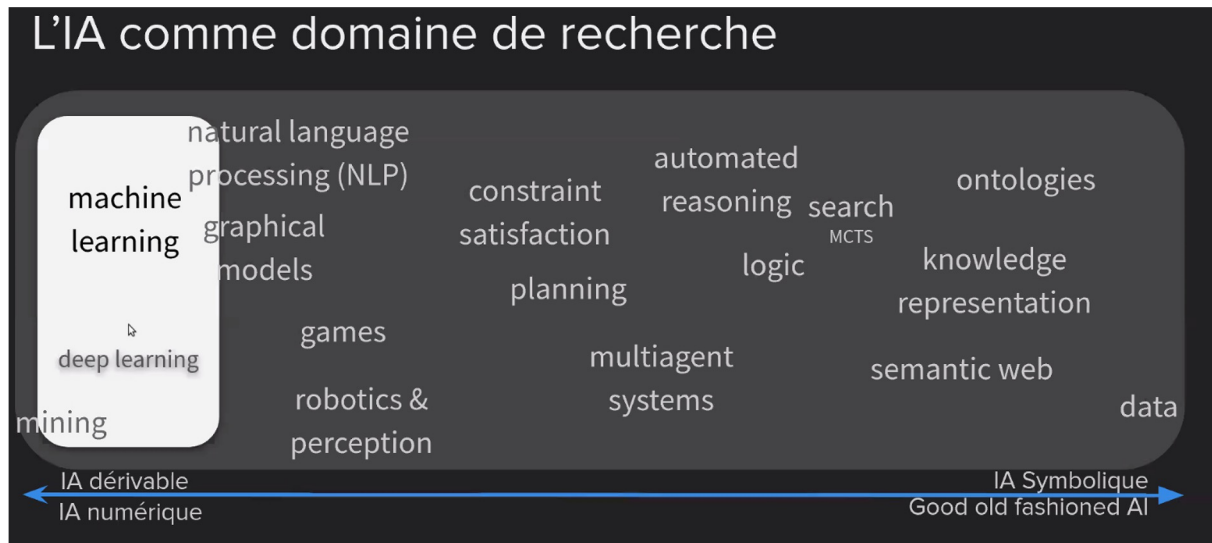 L'IA comme domaine de recherche
natural language
processing (NLP)
machine
learning
graphical
models
deep learning
mining
games
robotics &
perception
constraint
satisfaction
planning
multiagent
systems
automated
reasoning
search
MCTS
logic
ontologies
knowledge
representation
semantic web
data
IA dérivable
IA numérique
IA Symbolique
Good old fashioned AI